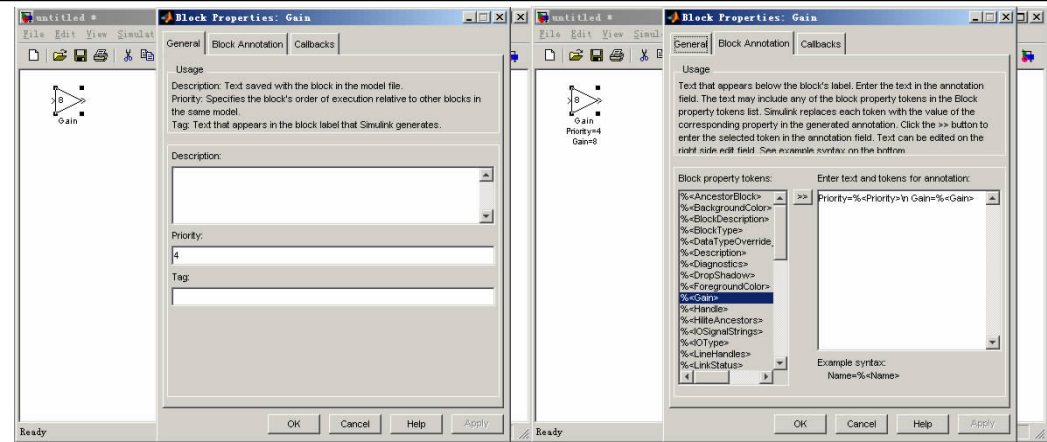 untitled *
Block Properties: Gain
File Edit View Simulat
General Block Annotation Callbacks
Usage
Description: Text saved with the block in the model file.
Priority: Specifies the block's order of execution relative to other blocks in
the same model.
Tag: Text that appears in the block label that Simulink generates.
8
Gain
Description:
Priority:
4
Tag:
OK Cancel Help Apply
Ready
untitled *
Block Properties: Gain
File Edit View Simul
General Block Annotation Callbacks
Usage
Text that appears below the block's label. Enter the text in the annotation
field. The text may include any of the block property tokens in the Block
property tokens list. Simulink replaces each token with the value of the
corresponding property in the generated annotation. Click the >> button to
enter the selected token in the annotation field. Text can be edited on the
right side edit field. See example syntax on the bottom.
8
Gain
Priority=4
Gain=8
Block property tokens:
%<AncestorBlock>
%<BackgroundColor>
%<BlockDescription>
%<BlockType>
%<DataTypeOverride_
%<Description>
%<Diagnostics>
%<DropShadow>
%<ForegroundColor>
%<Gain>
%<Handle>
%<HiliteAncestors>
%<IOSignalStrings>
%<IOType>
%<LineHandles>
%<LinkStatus>
>>
Enter text and tokens for annotation:
Priority=%<Priority>\n Gain=%<Gain>
Example syntax:
Name=%<Name>
OK Cancel Help Apply
Ready